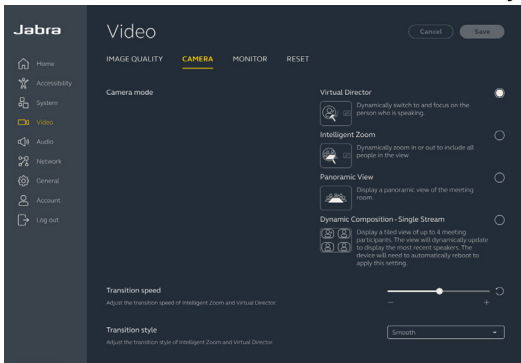 Jabra
Video
Cancel
Save
IMAGE QUALITY
CAMERA
MONITOR
RESET
Home
Accessibility
System
Video
Audio
Network
General
Account
Log out
Camera mode
Virtual Director
Dynamically switch to and focus on the
person who is speaking.
Intelligent Zoom
Dynamically zoom in or out to include all
people in the view
Panoramic View
Display a panoramic view of the meeting
room.
Dynamic Composition - Single Stream
Display a tiled view of up to 4 meeting
participants. The view will dynamically update
to display the most recent speakers. The
device will need to automatically reboot to
apply this setting.
Transition speed
Adjust the transition speed of Intelligent Zoom and Virtual Director.
Transition style
Adjust the transition style of Intelligent Zoom and Virtual Director.
Smooth